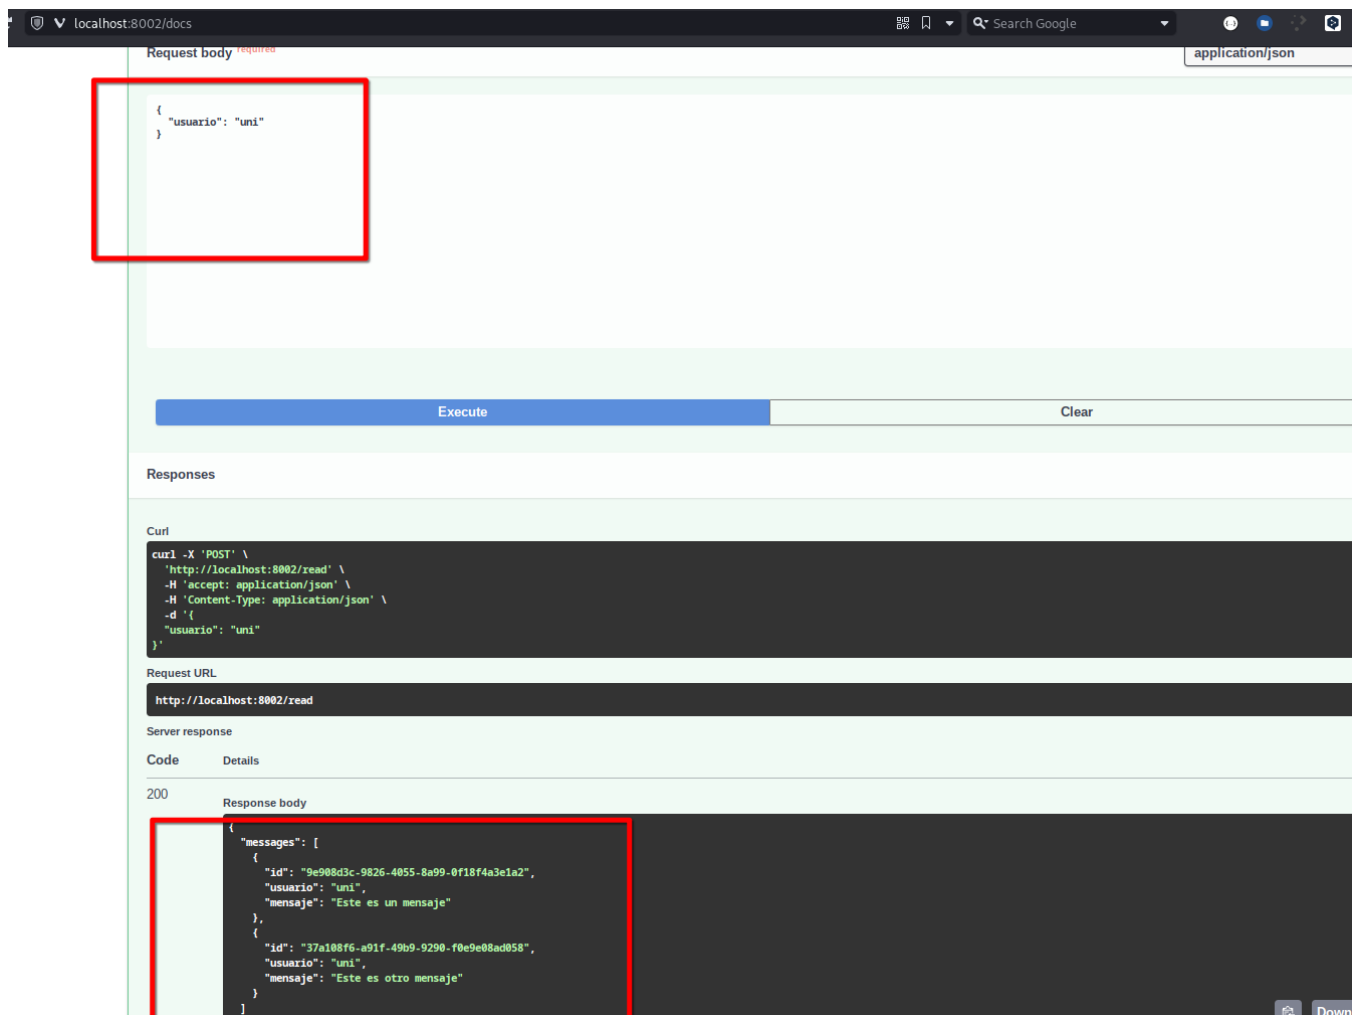 localhost:8002/docs
Search Google
Request body required
application/json
{
"usuario": "uni"
}
Execute
Clear
Responses
Curl
curl -X 'POST' \
'http://localhost:8002/read' \
-H 'accept: application/json' \
-H 'Content-Type: application/json' \
-d '{
"usuario": "uni"
}'
Request URL
http://localhost:8002/read
Server response
Code Details
200
Response body
{
"messages": [
{
"id": "9e908d3c-9826-4055-8a99-0f18f4a3e1a2",
"usuario": "uni",
"mensaje": "Este es un mensaje"
},
{
"id": "37a108f6-a91f-49b9-9290-f0e9e08ad058",
"usuario": "uni",
"mensaje": "Este es otro mensaje"
}
]
Down